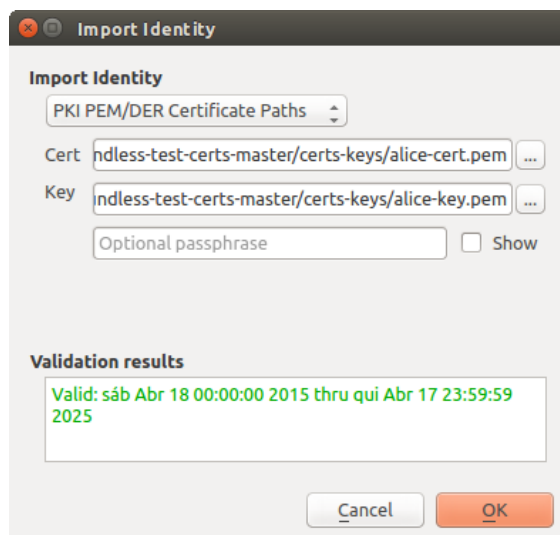 Import Identity
Import Identity
PKI PEM/DER Certificate Paths
Cert ndless-test-certs-master/certs-keys/alice-cert.pem ...
Key ndless-test-certs-master/certs-keys/alice-key.pem ...
Optional passphrase Show
Validation results
Valid: sáb Abr 18 00:00:00 2015 thru qui Abr 17 23:59:59
2025
Cancel OK